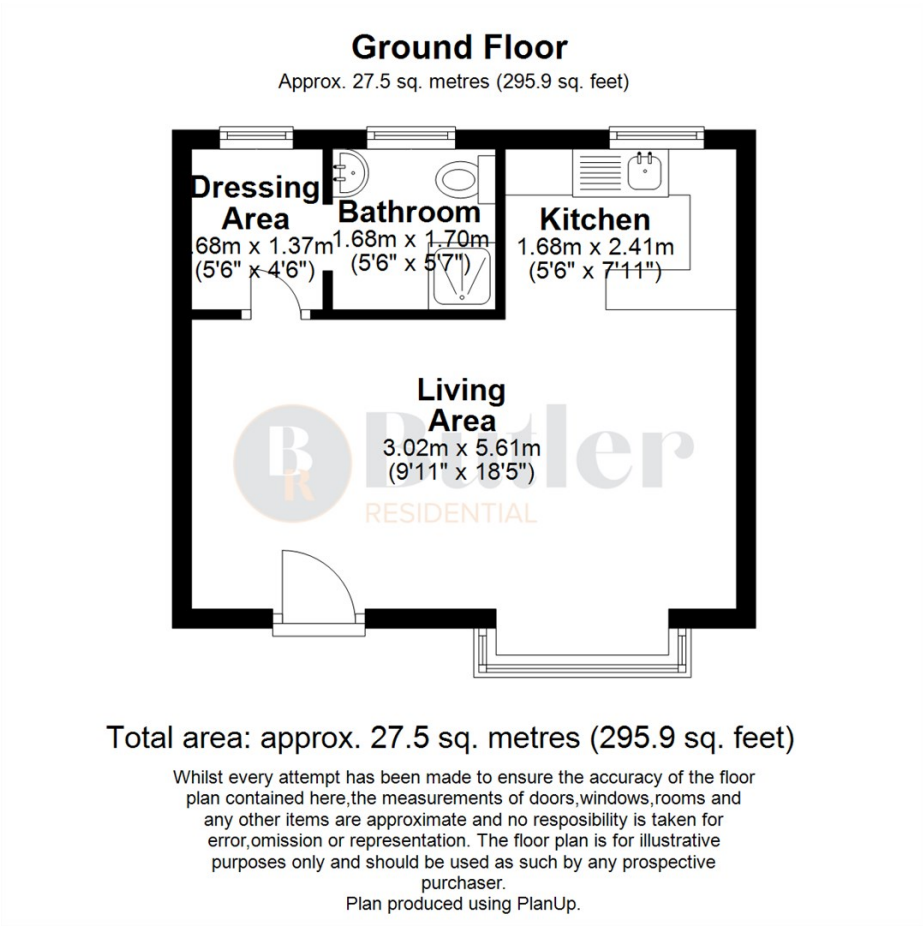 Ground Floor
Approx. 27.5 sq. metres (295.9 sq. feet)
Dressing
Area
.68m x 1.37m
(5'6" x 4'6")
Bathroom
1.68m x 1.70m
(5'6" x 5'7")
Kitchen
1.68m x 2.41m
(5'6" x 7'11")
Living
Area
3.02m x 5.61m
(9'11" x 18'5")
BR Butler
RESIDENTIAL
Total area: approx. 27.5 sq. metres (295.9 sq. feet)
Whilst every attempt has been made to ensure the accuracy of the floor
plan contained here,the measurements of doors,windows,rooms and
any other items are approximate and no resposibility is taken for
error,omission or representation. The floor plan is for illustrative
purposes only and should be used as such by any prospective
purchaser.
Plan produced using PlanUp.